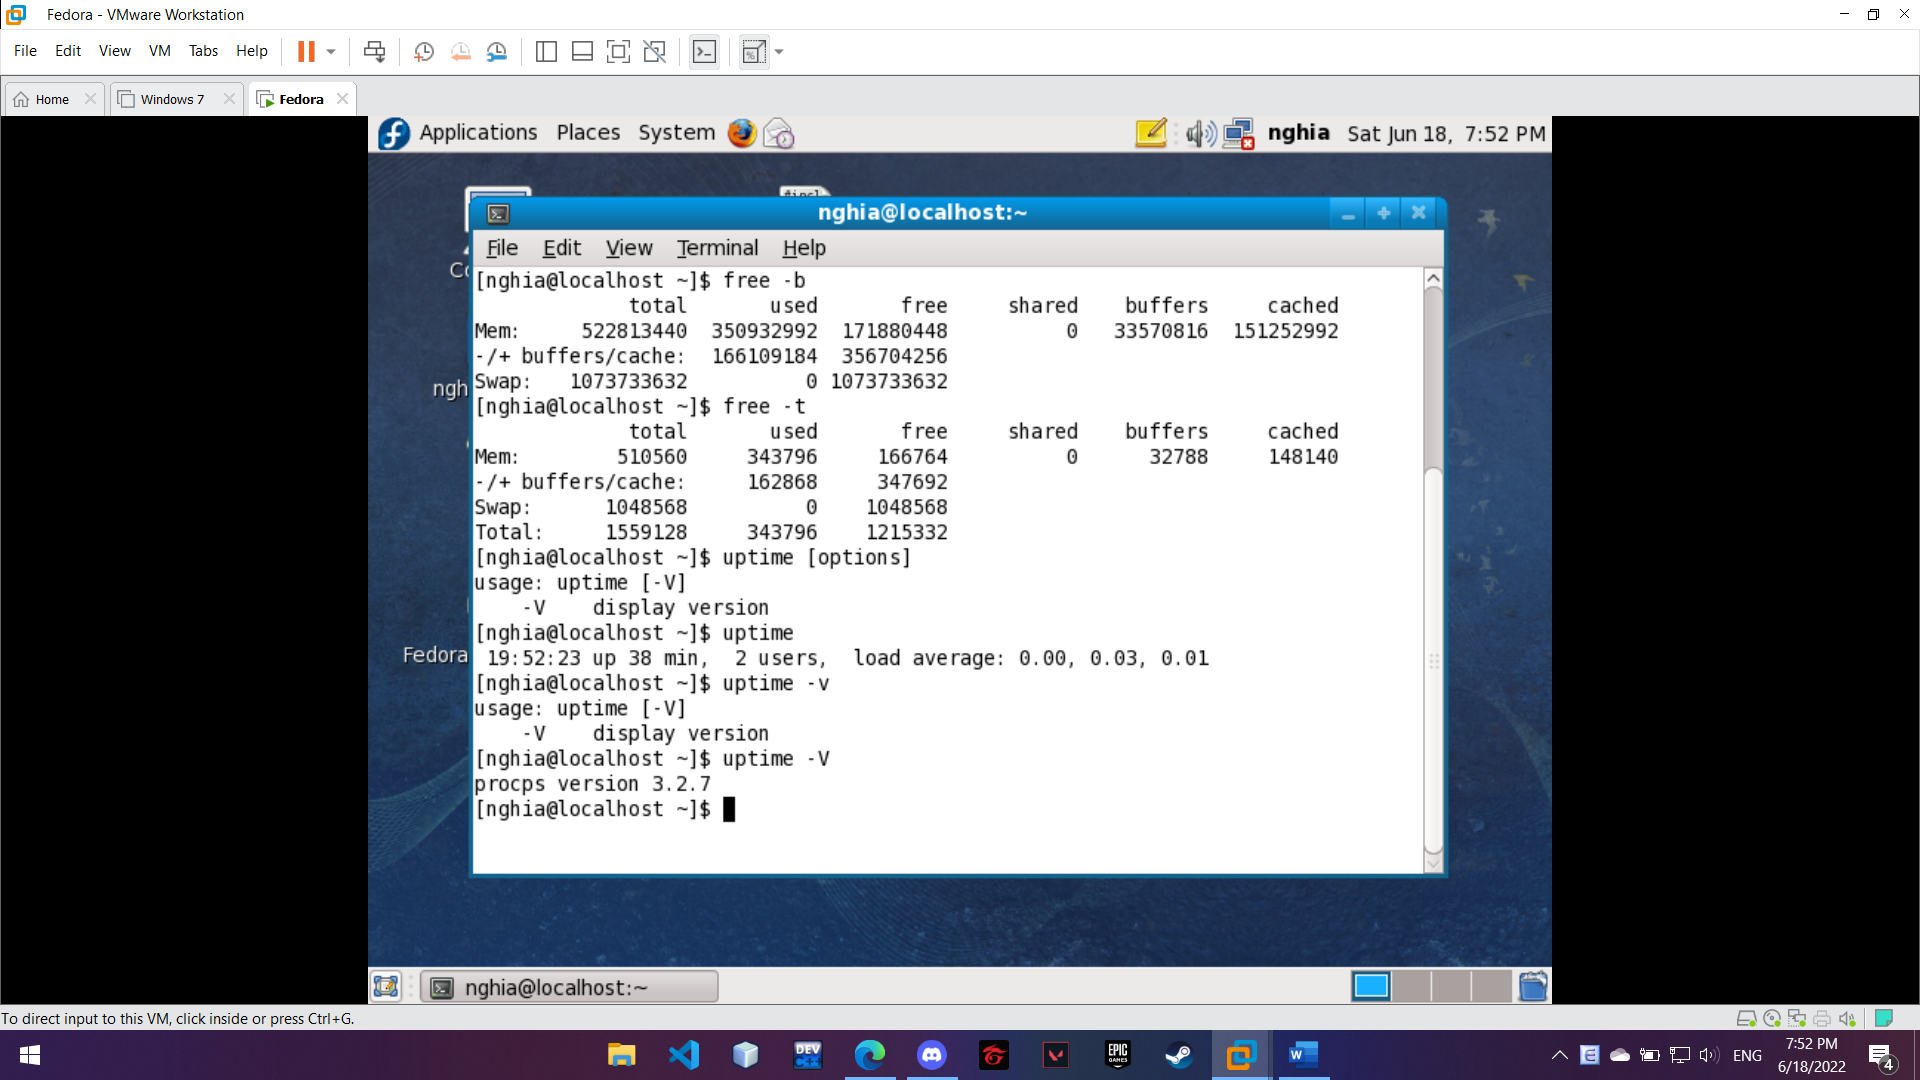 Fedora - VMware Workstation
File Edit View VM Tabs Help
Home Windows 7 Fedora
Applications Places System nghia Sat Jun 18, 7:52 PM
nghia@localhost:~
File Edit View Terminal Help
[nghia@localhost ~]$ free -b
total used free shared buffers cached
Mem: 522813440 350932992 171880448 0 33570816 151252992
-/+ buffers/cache: 166109184 356704256
Swap: 1073733632 0 1073733632
[nghia@localhost ~]$ free -t
total used free shared buffers cached
Mem: 510560 343796 166764 0 32788 148140
-/+ buffers/cache: 162868 347692
Swap: 1048568 0 1048568
Total: 1559128 343796 1215332
[nghia@localhost ~]$ uptime [options]
usage: uptime [-V]
-V display version
[nghia@localhost ~]$ uptime
19:52:23 up 38 min, 2 users, load average: 0.00, 0.03, 0.01
[nghia@localhost ~]$ uptime -v
usage: uptime [-V]
-V display version
[nghia@localhost ~]$ uptime -V
procps version 3.2.7
[nghia@localhost ~]$
ngh
Fedora
nghia@localhost:~
To direct input to this VM, click inside or press Ctrl+G.
DEV C++
EPIC GAMES
ENG
7:52 PM
6/18/2022
4